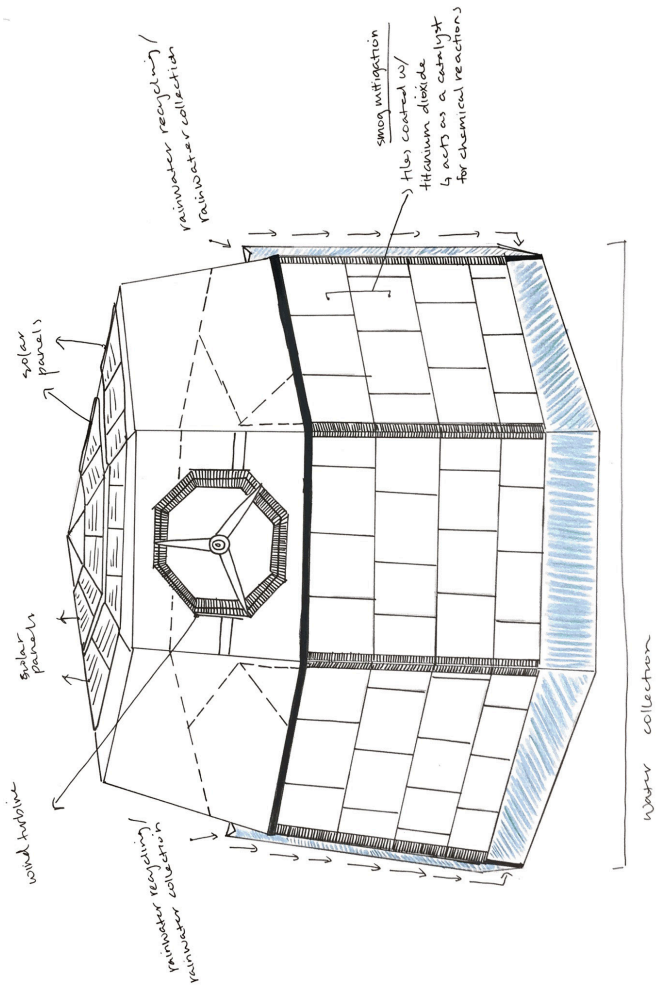 wind turbine
solar
panels
solar
panels
rainwater recycling/
rainwater collection
rainwater recycling/
rainwater collection
smog mitigation
tiles coated w/
titanium dioxide
↳ acts as a catalyst
for chemical reactions
water collection